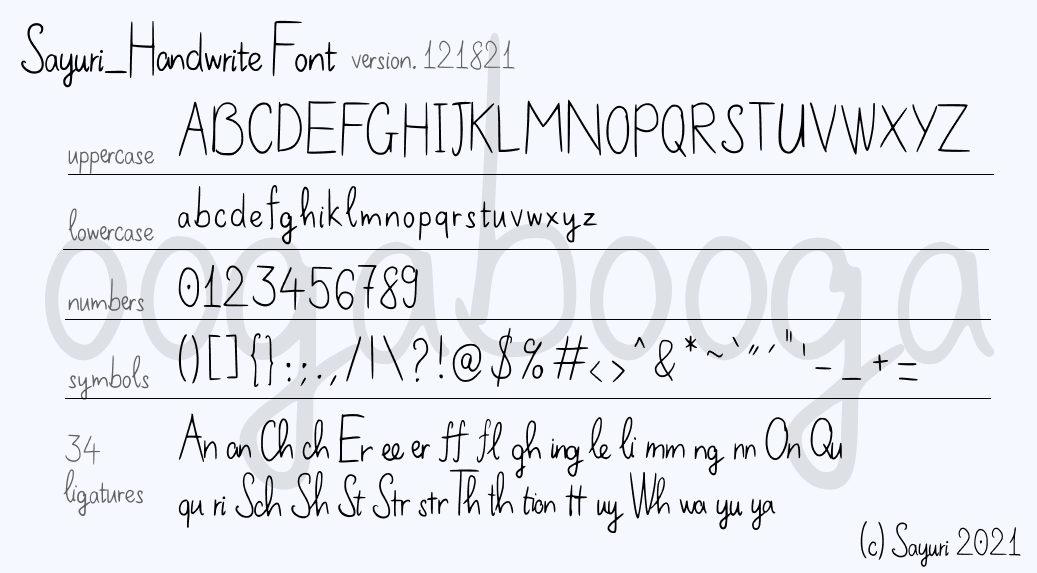 Sayuri_Handwrite Font version. 121821
uppercase ABCDEFGHIJKLMNOPQRSTUVWXYZ
lowercase abcdefghiklmnopqrstuvwxyz
oogabooga
numbers 0123456789
symbols ()[]{}:;.,/|\?!@$%#<>^&*~`〃´"'-_+=
34 An an Ch ch Er ee er ff fl gh ing le li mm ng nn On Qu
ligatures qu ri Sch Sh St Str str Th th tion tt uy Wh wa yu ya
(c) Sayuri 2021